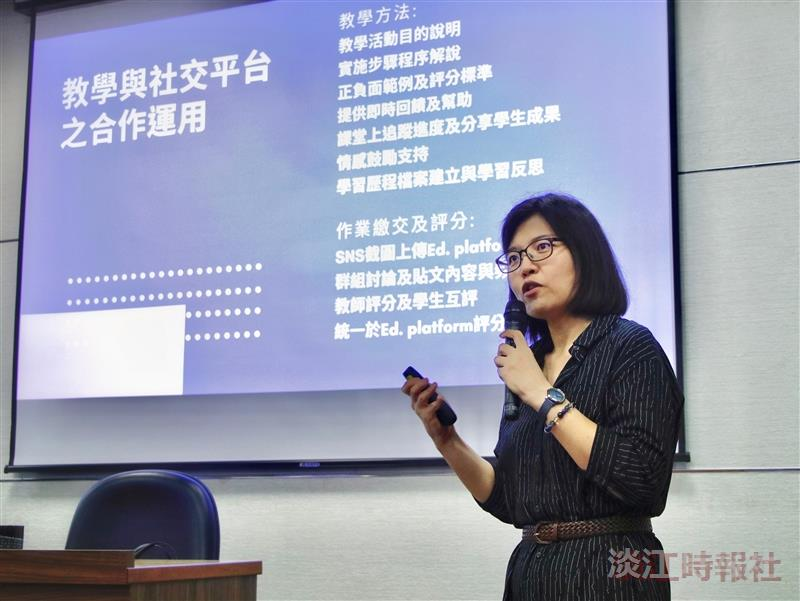 教學與社交平台
之合作運用
教學方法:
教學活動目的說明
實施步驟程序解說
正負面範例及評分標準
提供即時回饋及幫助
課堂上追蹤進度及分享學生成果
情感鼓勵支持
學習歷程檔案建立與學習反思
作業繳交及評分:
SNS截圖上傳Ed. platfo
群組討論及貼文內容與
教師評分及學生互評
統一於Ed. platform評分
淡江時報社